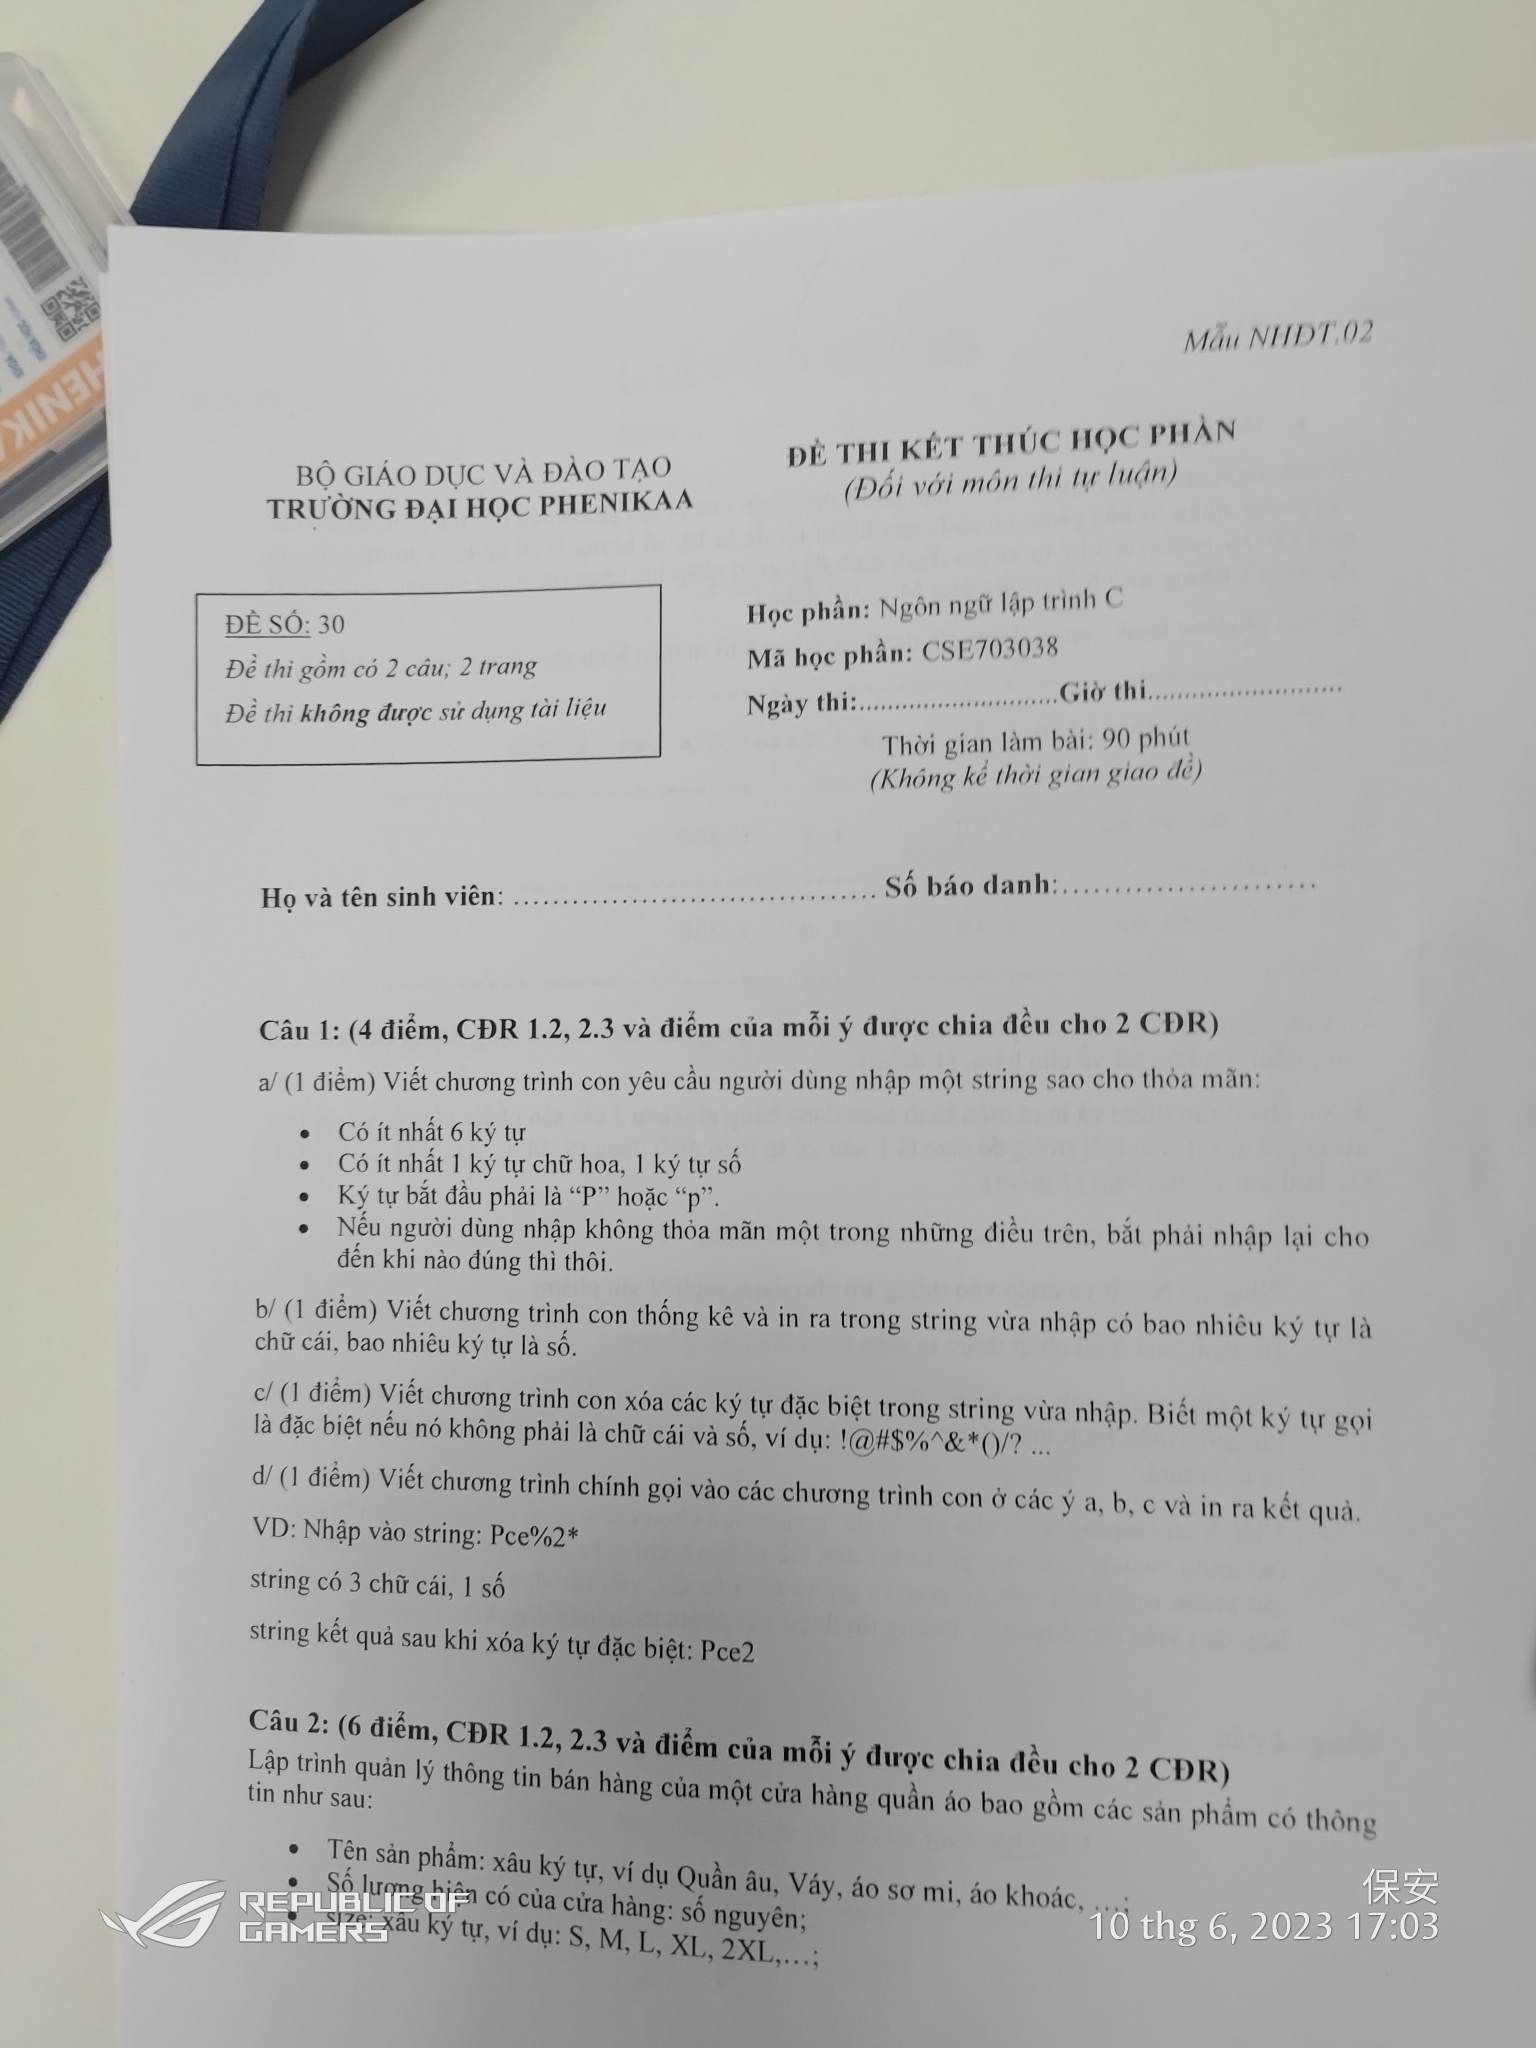 Mẫu NHĐT.02
BỘ GIÁO DỤC VÀ ĐÀO TẠO
TRƯỜNG ĐẠI HỌC PHENIKAA
ĐỀ THI KẾT THÚC HỌC PHẦN
(Đối với môn thi tự luận)
ĐỀ SỐ: 30
Đề thi gồm có 2 câu; 2 trang
Đề thi không được sử dụng tài liệu
Học phần: Ngôn ngữ lập trình C
Mã học phần: CSE703038
Ngày thi:............................Giờ thi...........................
Thời gian làm bài: 90 phút
(Không kể thời gian giao đề)
Họ và tên sinh viên: ..................................... Số báo danh:..........................
Câu 1: (4 điểm, CĐR 1.2, 2.3 và điểm của mỗi ý được chia đều cho 2 CĐR)
a/ (1 điểm) Viết chương trình con yêu cầu người dùng nhập một string sao cho thỏa mãn:
• Có ít nhất 6 ký tự
• Có ít nhất 1 ký tự chữ hoa, 1 ký tự số
• Ký tự bắt đầu phải là “P” hoặc “p”.
• Nếu người dùng nhập không thỏa mãn một trong những điều trên, bắt phải nhập lại cho
đến khi nào đúng thì thôi.
b/ (1 điểm) Viết chương trình con thống kê và in ra trong string vừa nhập có bao nhiêu ký tự là
chữ cái, bao nhiêu ký tự là số.
c/ (1 điểm) Viết chương trình con xóa các ký tự đặc biệt trong string vừa nhập. Biết một ký tự gọi
là đặc biệt nếu nó không phải là chữ cái và số, ví dụ: !@#$%^&*()/? ...
d/ (1 điểm) Viết chương trình chính gọi vào các chương trình con ở các ý a, b, c và in ra kết quả.
VD: Nhập vào string: Pce%2*
string có 3 chữ cái, 1 số
string kết quả sau khi xóa ký tự đặc biệt: Pce2
Câu 2: (6 điểm, CĐR 1.2, 2.3 và điểm của mỗi ý được chia đều cho 2 CĐR)
Lập trình quản lý thông tin bán hàng của một cửa hàng quần áo bao gồm các sản phẩm có thông
tin như sau:
• Tên sản phẩm: xâu ký tự, ví dụ Quần âu, Váy, áo sơ mi, áo khoác, ...;
• Số lượng hiện có của cửa hàng: số nguyên;
• size: xâu ký tự, ví dụ: S, M, L, XL, 2XL,...;
REPUBLIC OF
GAMERS
保安
10 thg 6, 2023 17:03